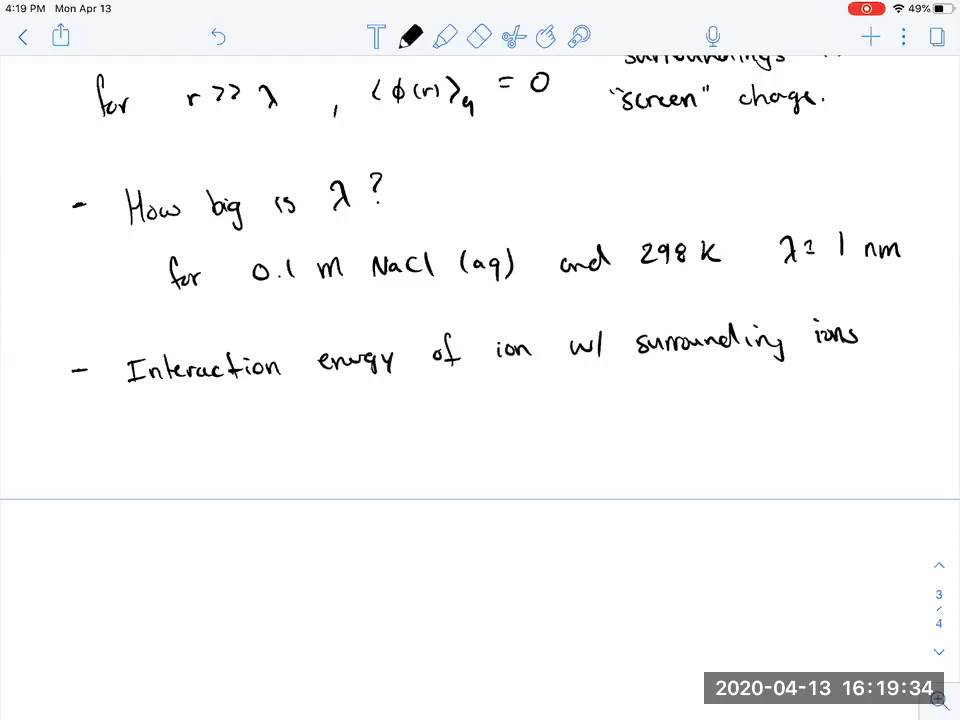 4:19 PM Mon Apr 13
49%
surroundings
for r >> λ , ⟨ϕ(r)⟩q = 0 "screen" charge.
- How big is λ ?
for 0.1 M NaCl (aq) and 298 K λ = 1 nm
- Interaction energy of ion w/ surrounding ions
3
/
4
2020-04-13 16:19:34